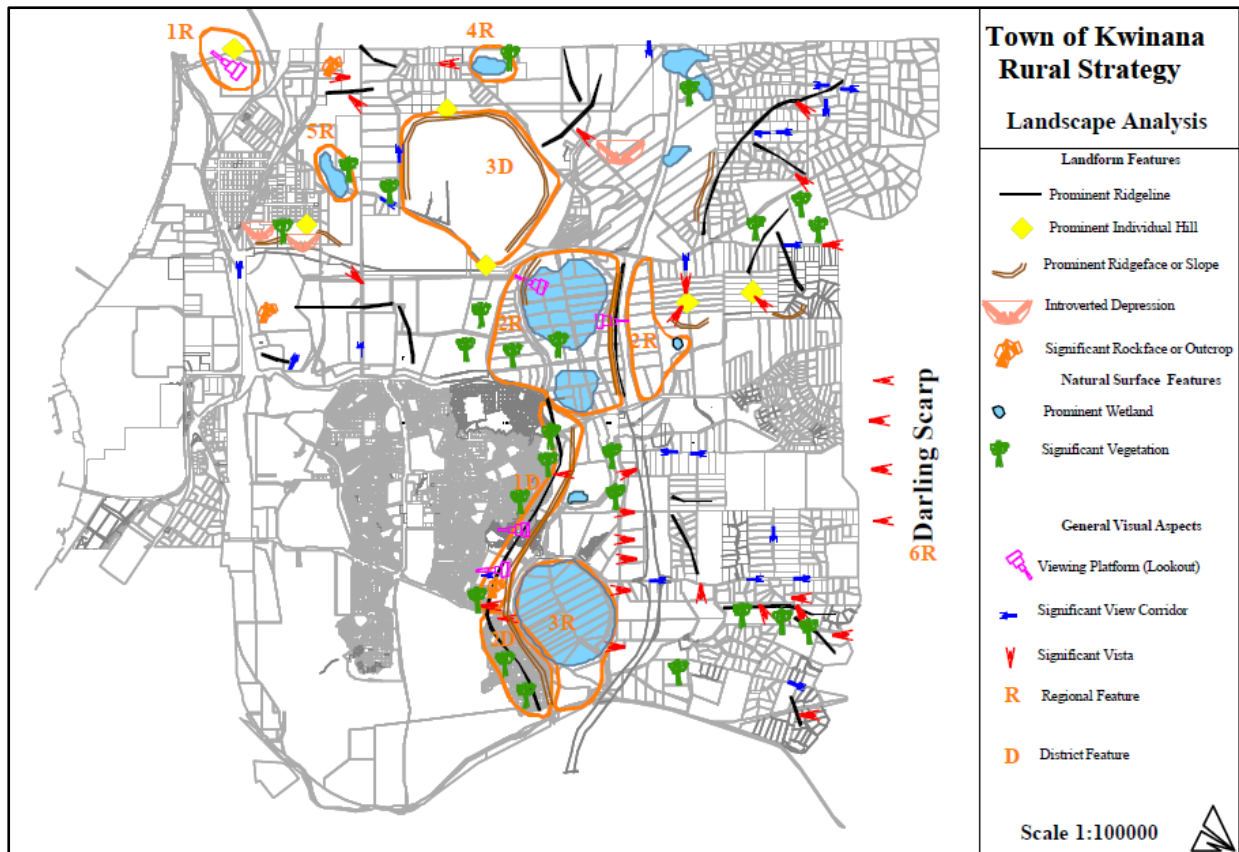 1R
4R
5R
3D
2R
2R
1D
3R
2D
Darling Scarp
6R
Town of Kwinana
Rural Strategy
Landscape Analysis
Landform Features
Prominent Ridgeline
Prominent Individual Hill
Prominent Ridgeface or Slope
Introverted Depression
Significant Rockface or Outcrop
Natural Surface Features
Prominent Wetland
Significant Vegetation
General Visual Aspects
Viewing Platform (Lookout)
Significant View Corridor
Significant Vista
R Regional Feature
D District Feature
Scale 1:100000